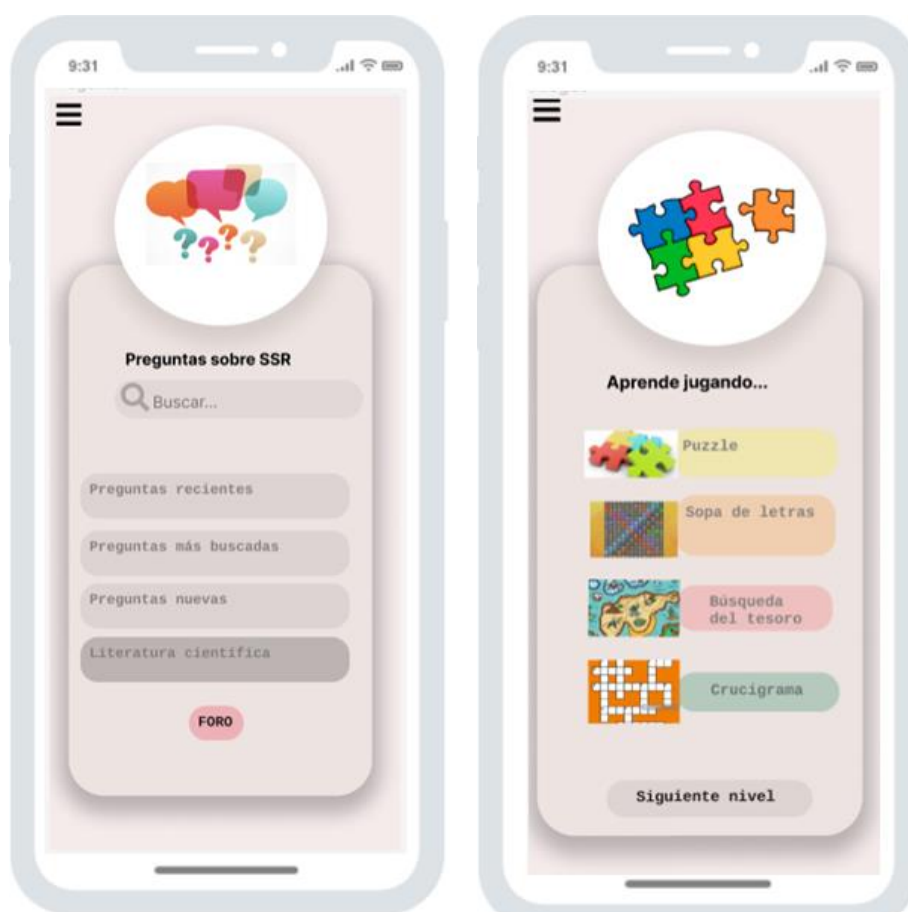 9:31
Preguntas sobre SSR
Buscar...
Preguntas recientes
Preguntas más buscadas
Preguntas nuevas
Literatura científica
FORO
9:31
Aprende jugando...
Puzzle
Sopa de letras
Búsqueda
del tesoro
Crucigrama
Siguiente nivel